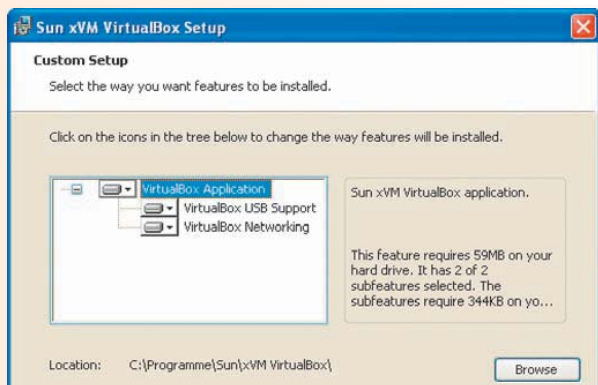 Sun xVM VirtualBox Setup
Custom Setup
Select the way you want features to be installed.
Click on the icons in the tree below to change the way features will be installed.
VirtualBox Application
VirtualBox USB Support
VirtualBox Networking
Sun xVM VirtualBox application.
This feature requires 59MB on your
hard drive. It has 2 of 2
subfeatures selected. The
subfeatures require 344KB on yo...
Location: C:\Programme\Sun\xVM VirtualBox\
Browse